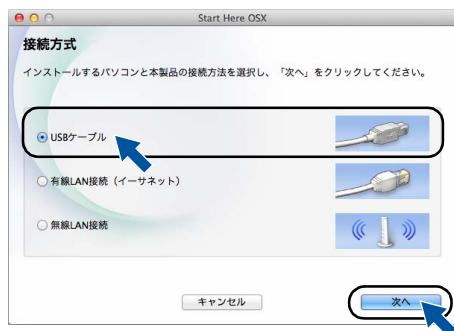 Start Here OSX
接続方式
インストールするパソコンと本製品の接続方法を選択し、「次へ」をクリックしてください。
USBケーブル
有線LAN接続（イーサネット）
無線LAN接続
キャンセル
次へ